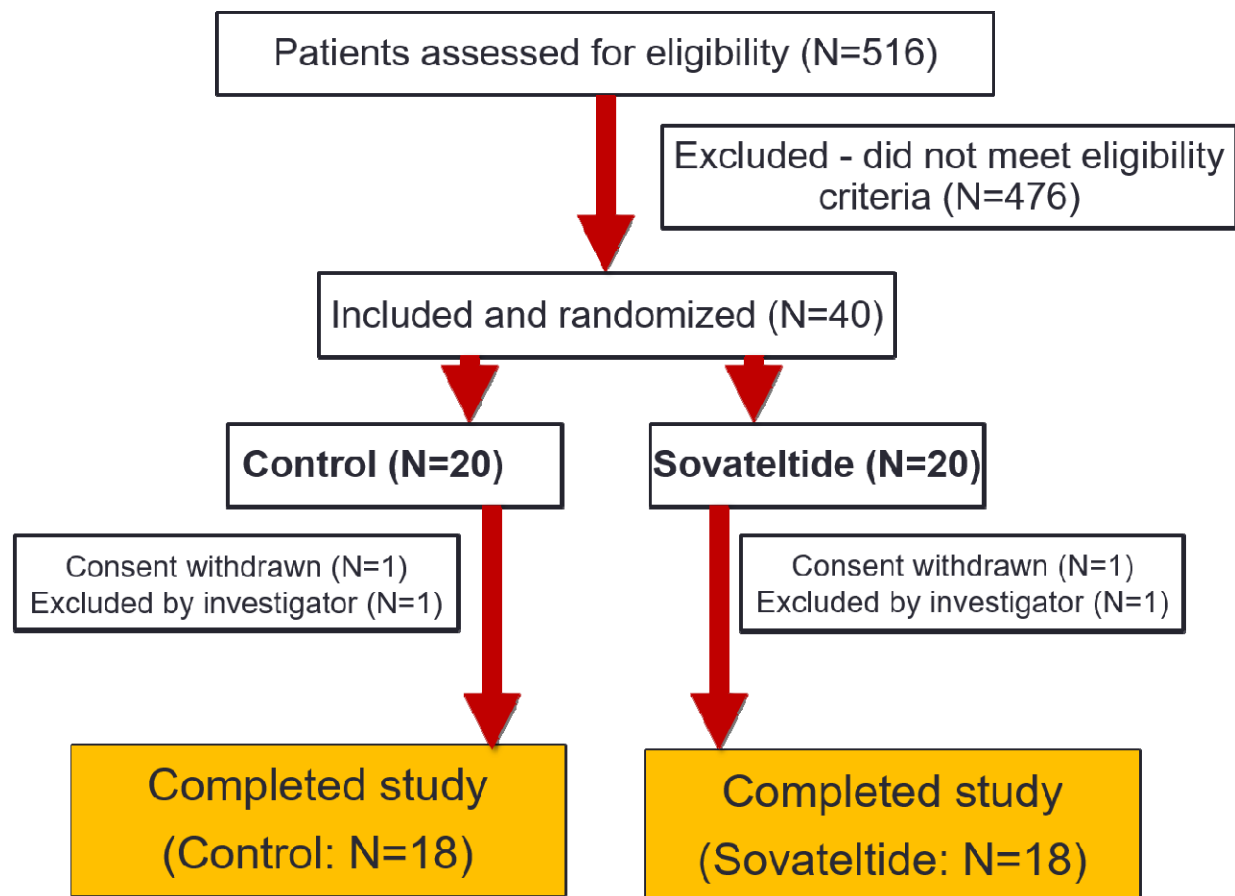 Patients assessed for eligibility (N=516)
Excluded - did not meet eligibility
criteria (N=476)
Included and randomized (N=40)
Control (N=20)
Sovateltide (N=20)
Consent withdrawn (N=1)
Excluded by investigator (N=1)
Consent withdrawn (N=1)
Excluded by investigator (N=1)
Completed study
(Control: N=18)
Completed study
(Sovateltide: N=18)